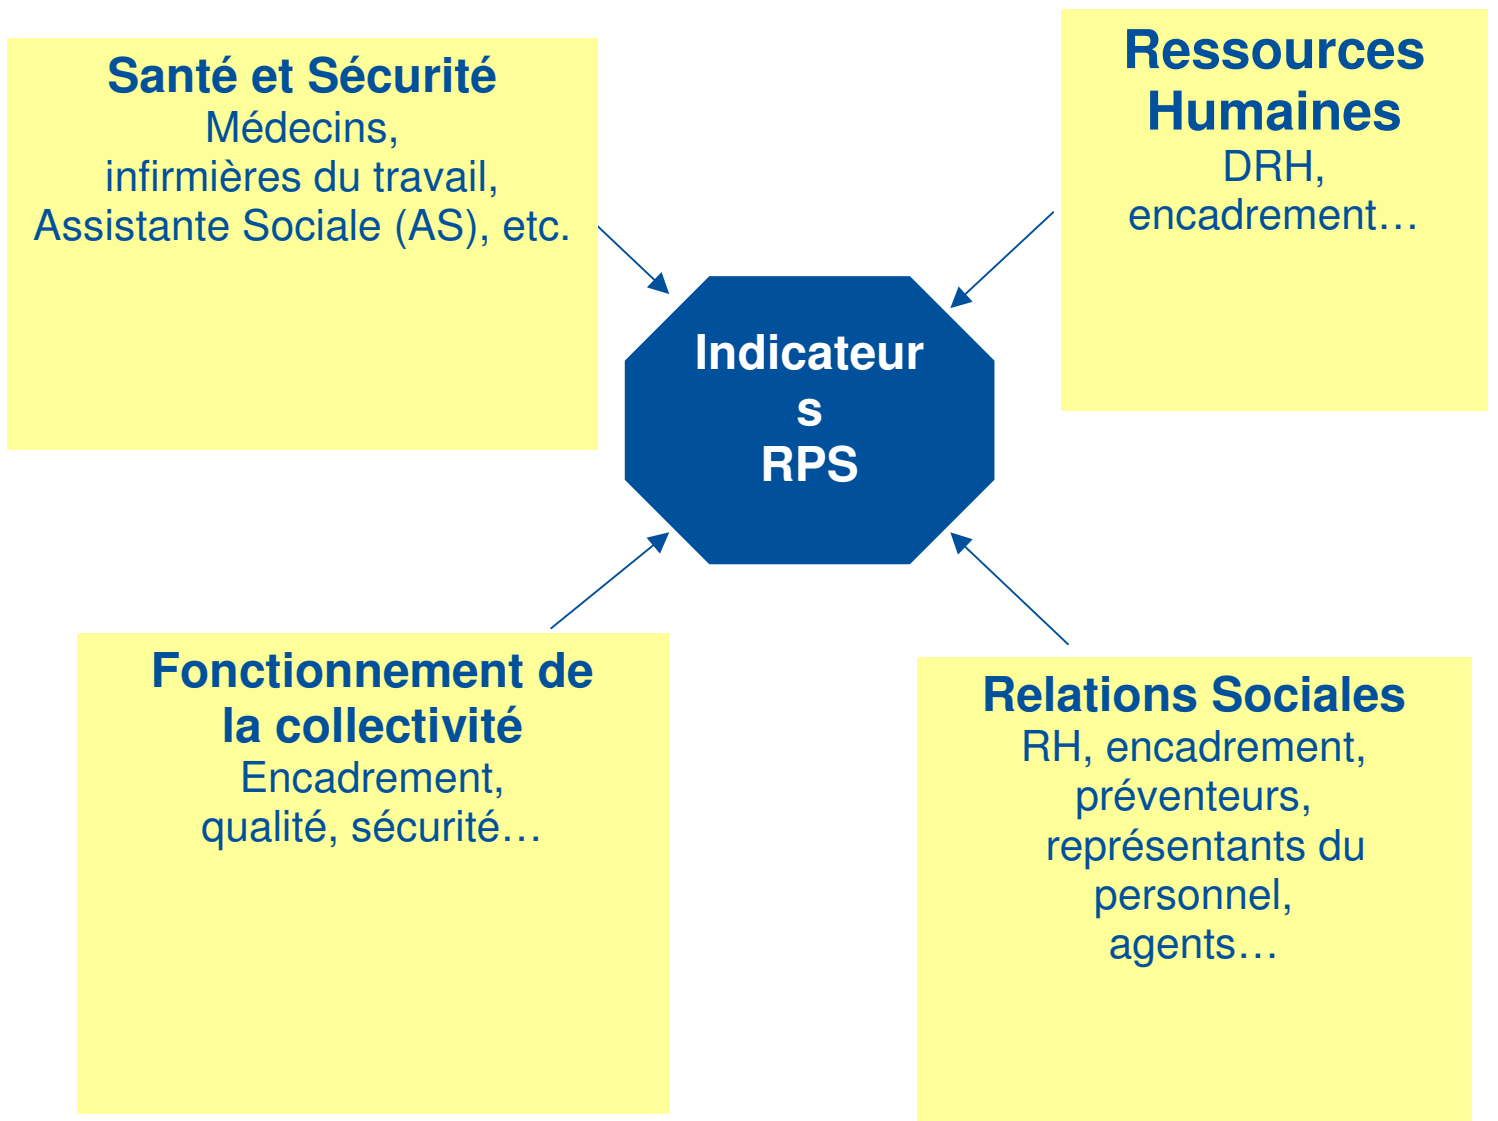 Santé et Sécurité
Médecins,
infirmières du travail,
Assistante Sociale (AS), etc.
Ressources
Humaines
DRH,
encadrement…
Indicateur
s
RPS
Fonctionnement de
la collectivité
Encadrement,
qualité, sécurité…
Relations Sociales
RH, encadrement,
préventeurs,
représentants du
personnel,
agents…